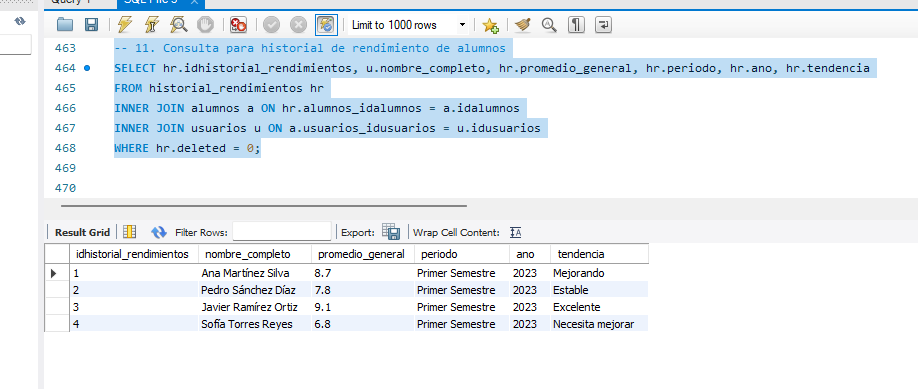 Query 1
SQL File 3
×
Limit to 1000 rows
463 -- 11. Consulta para historial de rendimiento de alumnos
464 SELECT hr.idhistorial_rendimientos, u.nombre_completo, hr.promedio_general, hr.periodo, hr.ano, hr.tendencia
465 FROM historial_rendimientos hr
466 INNER JOIN alumnos a ON hr.alumnos_idalumnos = a.idalumnos
467 INNER JOIN usuarios u ON a.usuarios_idusuarios = u.idusuarios
468 WHERE hr.deleted = 0;
469
470
Result Grid Filter Rows: Export: Wrap Cell Content: IA
idhistorial_rendimientos nombre_completo promedio_general periodo ano tendencia
1 Ana Martínez Silva 8.7 Primer Semestre 2023 Mejorando
2 Pedro Sánchez Díaz 7.8 Primer Semestre 2023 Estable
3 Javier Ramírez Ortiz 9.1 Primer Semestre 2023 Excelente
4 Sofía Torres Reyes 6.8 Primer Semestre 2023 Necesita mejorar